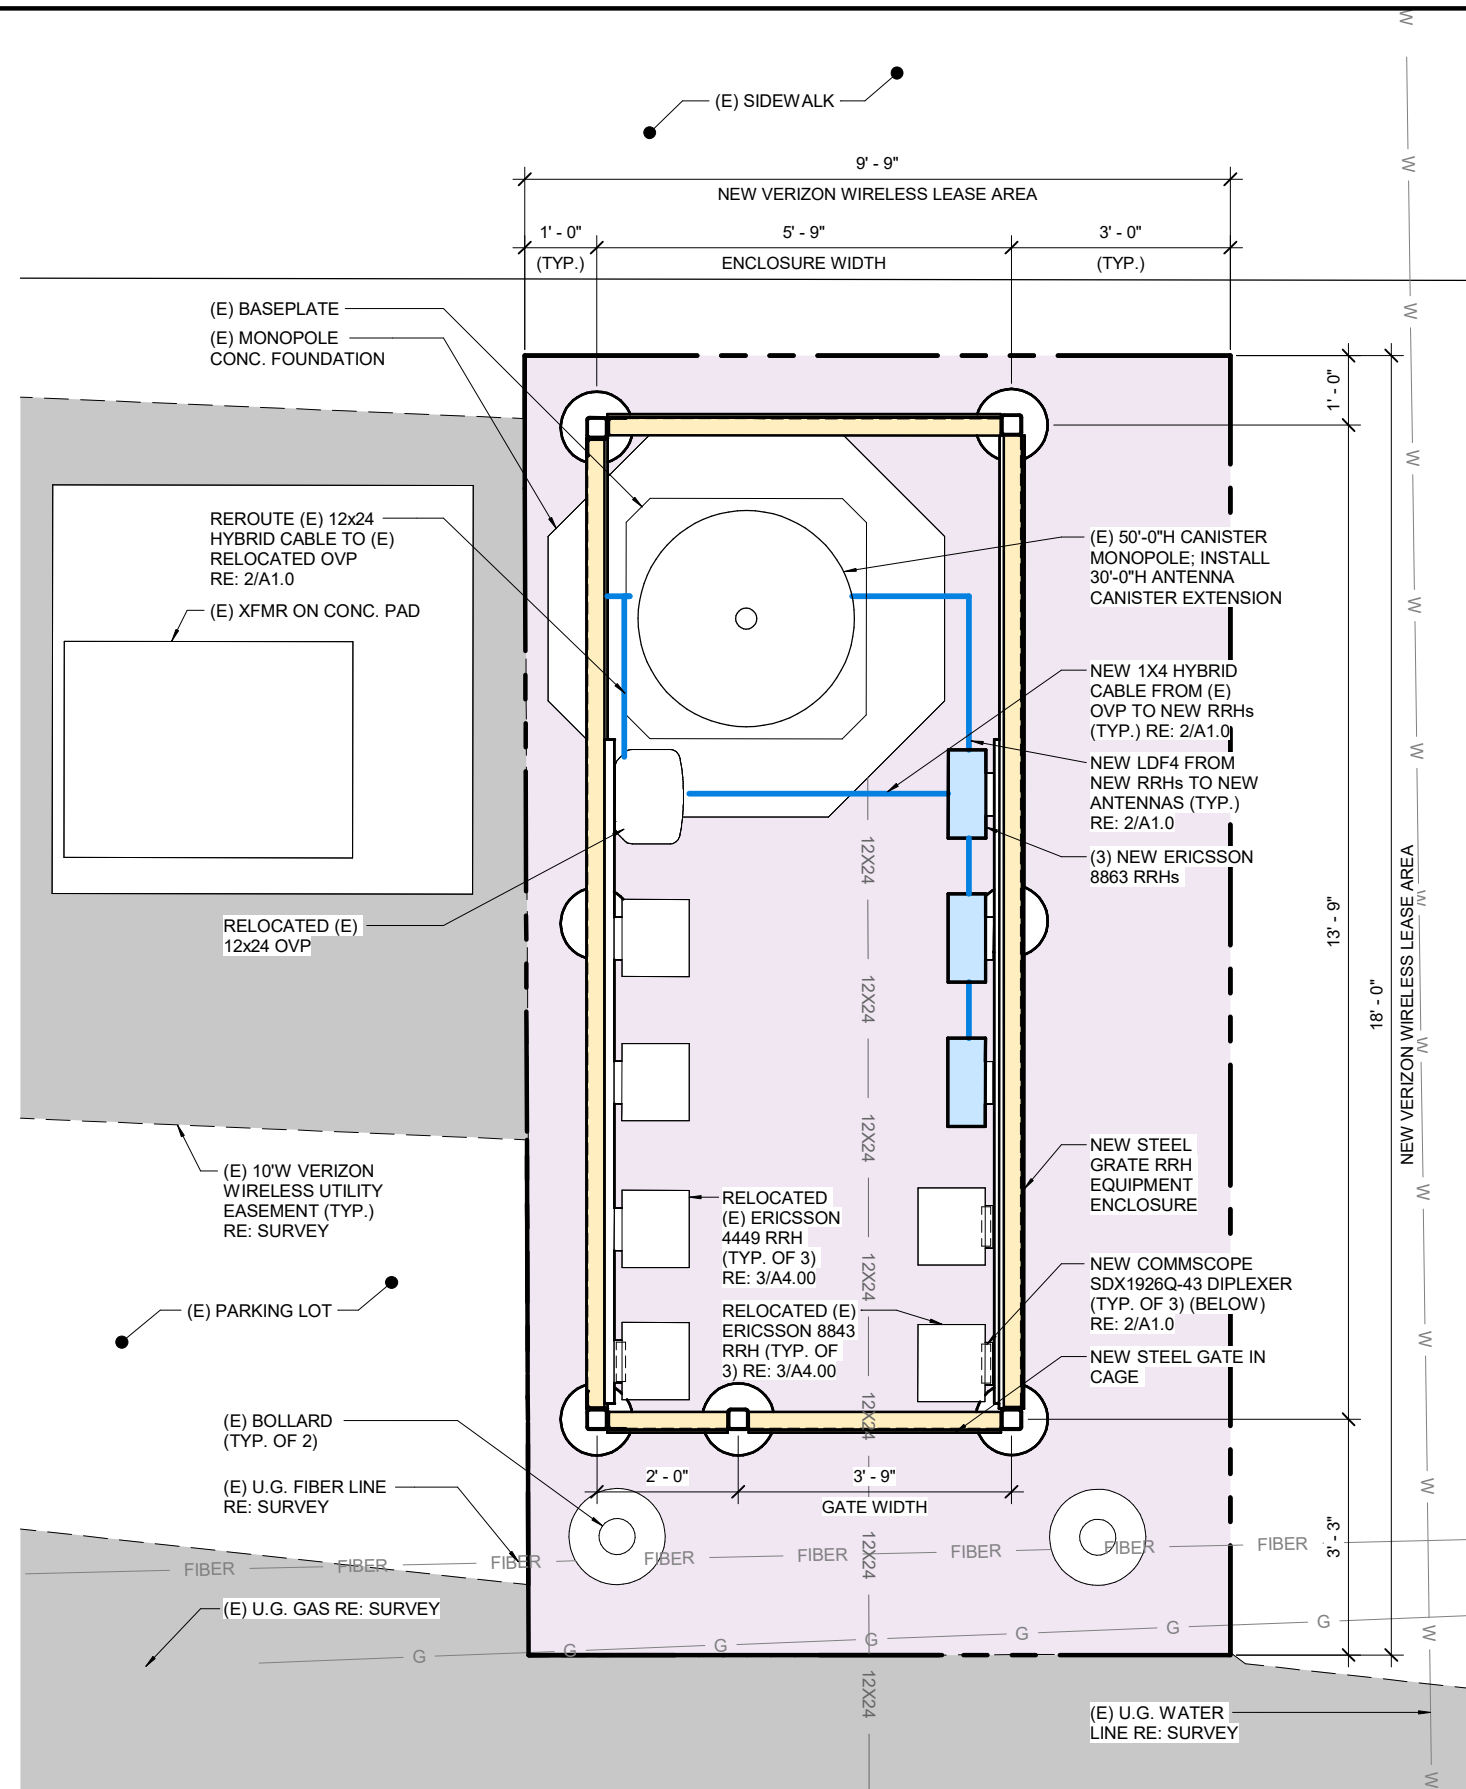 (E) SIDEWALK
9' - 9"
NEW VERIZON WIRELESS LEASE AREA
1' - 0"
(TYP.)
5' - 9"
ENCLOSURE WIDTH
3' - 0"
(TYP.)
(E) BASEPLATE
(E) MONOPOLE
CONC. FOUNDATION
REROUTE (E) 12x24
HYBRID CABLE TO (E)
RELOCATED OVP
RE: 2/A1.0
(E) XFMR ON CONC. PAD
RELOCATED (E)
12x24 OVP
(E) 10'W VERIZON
WIRELESS UTILITY
EASEMENT (TYP.)
RE: SURVEY
(E) PARKING LOT
(E) BOLLARD
(TYP. OF 2)
(E) U.G. FIBER LINE
RE: SURVEY
(E) U.G. GAS RE: SURVEY
RELOCATED
(E) ERICSSON
4449 RRH
(TYP. OF 3)
RE: 3/A4.00
RELOCATED (E)
ERICSSON 8843
RRH (TYP. OF
3) RE: 3/A4.00
2' - 0"
3' - 9"
GATE WIDTH
(E) 50'-0"H CANISTER
MONOPOLE; INSTALL
30'-0"H ANTENNA
CANISTER EXTENSION
NEW 1X4 HYBRID
CABLE FROM (E)
OVP TO NEW RRHs
(TYP.) RE: 2/A1.0
NEW LDF4 FROM
NEW RRHs TO NEW
ANTENNAS (TYP.)
RE: 2/A1.0
(3) NEW ERICSSON
8863 RRHs
NEW STEEL
GRATE RRH
EQUIPMENT
ENCLOSURE
NEW COMMSCOPE
SDX1926Q-43 DIPLEXER
(TYP. OF 3) (BELOW)
RE: 2/A1.0
NEW STEEL GATE IN
CAGE
(E) U.G. WATER
LINE RE: SURVEY
1' - 0"
13' - 9"
3' - 3"
18' - 0"
NEW VERIZON WIRELESS LEASE AREA
12X24
12X24
12X24
12X24
12X24
12X24
12X24
FIBER
FIBER
FIBER
FIBER
FIBER
FIBER
FIBER
FIBER
G
G
G
G
G
G
G
W
W
W
W
W
W
W
W
W
W
W
W
W